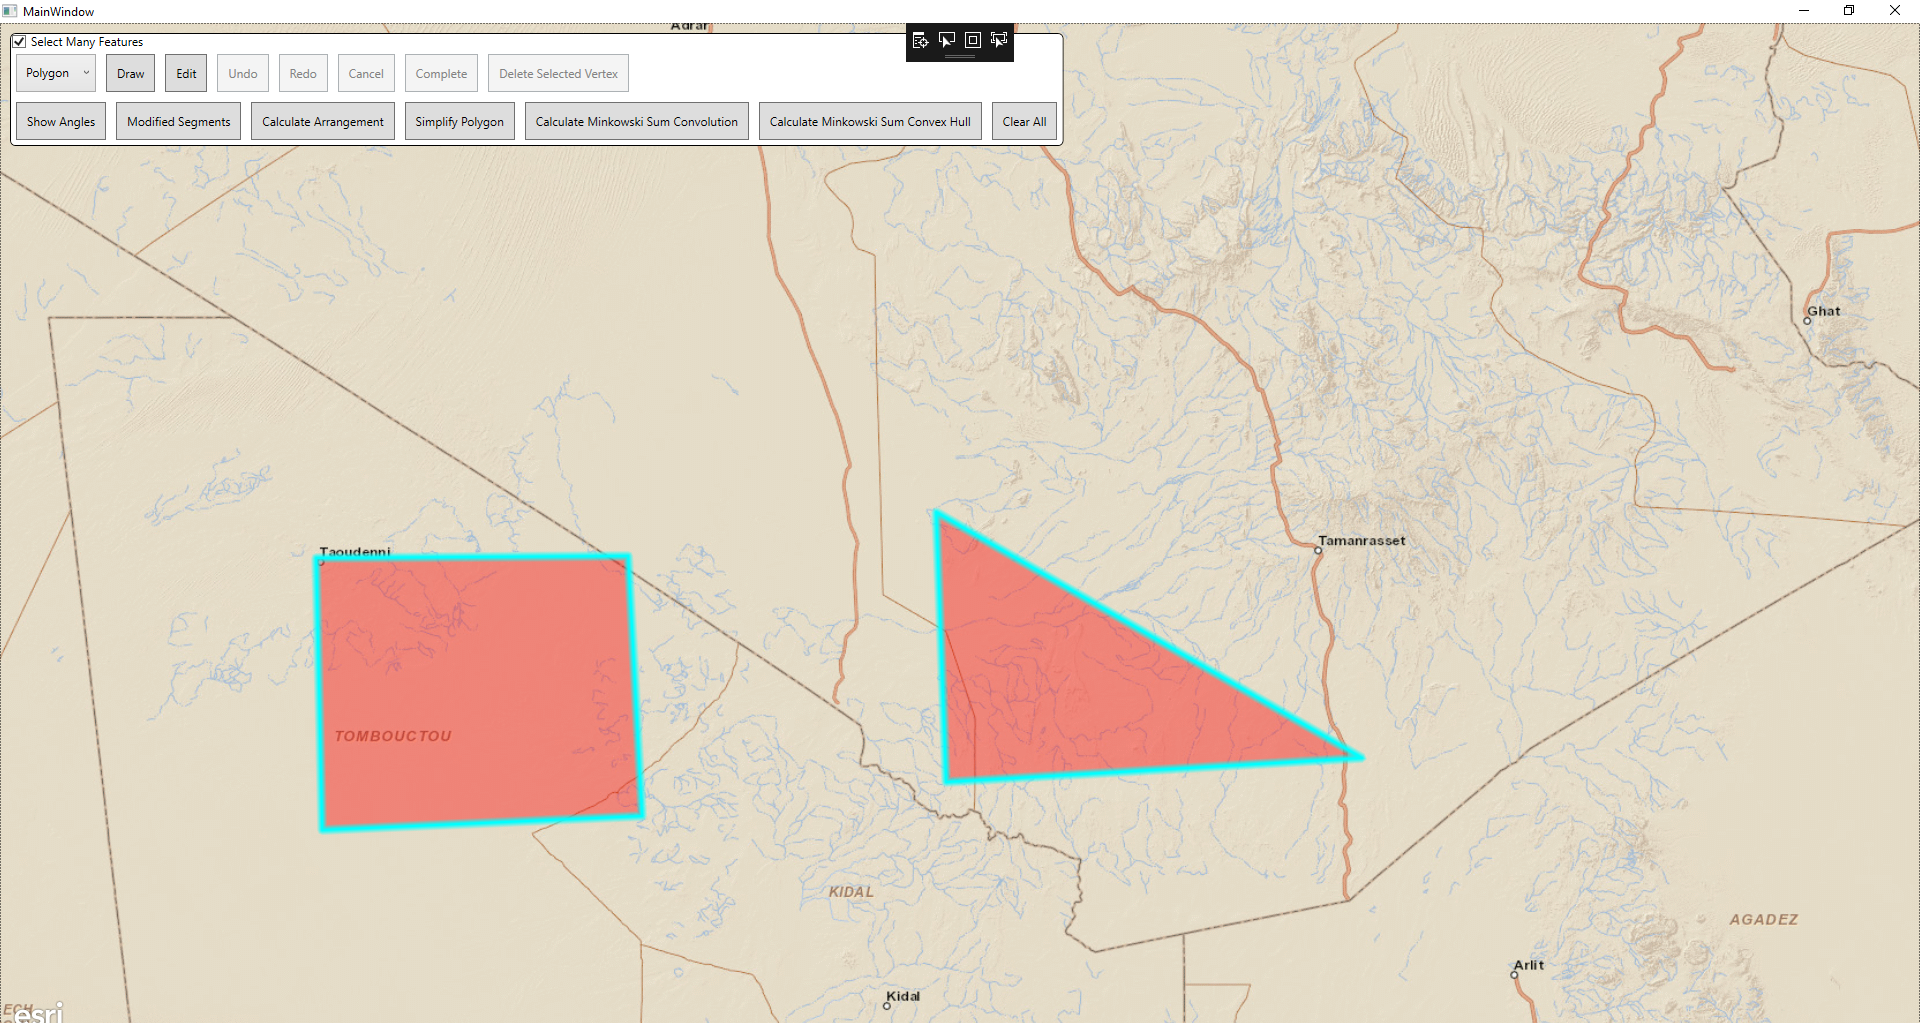 MainWindow
Adrar
Select Many Features
Polygon Draw Edit Undo Redo Cancel Complete Delete Selected Vertex
Show Angles Modified Segments Calculate Arrangement Simplify Polygon Calculate Minkowski Sum Convolution Calculate Minkowski Sum Convex Hull Clear All
Ghat
Tamanrasset
Taoudenni
TOMBOUCTOU
KIDAL
AGADEZ
Arlit
Kidal
ECH
esri